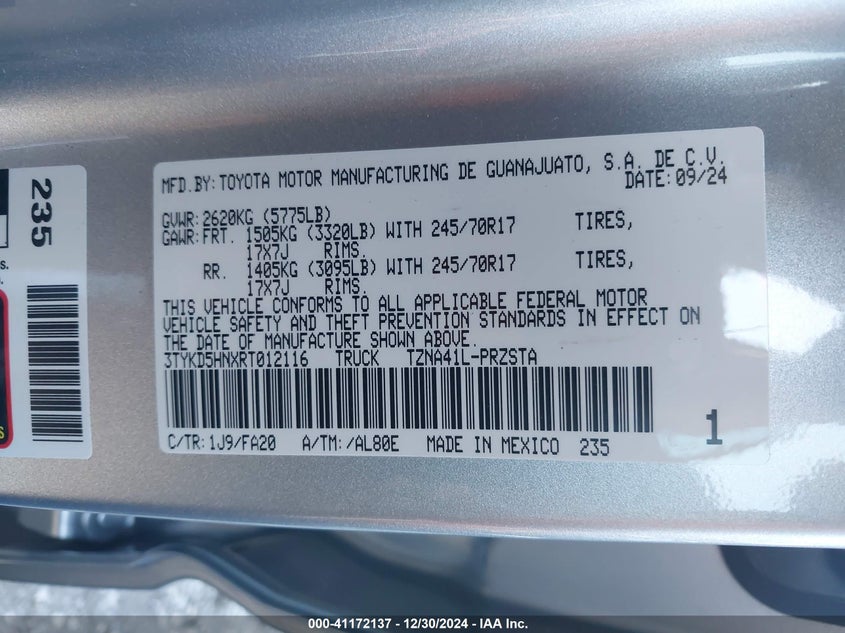 MFD.BY:TOYOTA MOTOR MANUFACTURING DE GUANAJUATO, S.A. DE C.V.
DATE:09/24
GVWR:2620KG (5775LB)
GAWR:FRT. 1505KG (3320LB) WITH 245/70R17 TIRES,
17X7J RIMS.
RR. 1405KG (3095LB) WITH 245/70R17 TIRES,
17X7J RIMS.
THIS VEHICLE CONFORMS TO ALL APPLICABLE FEDERAL MOTOR
VEHICLE SAFETY AND THEFT PREVENTION STANDARDS IN EFFECT ON
THE DATE OF MANUFACTURE SHOWN ABOVE.
3TYKD5HNXRT012116 TRUCK TZNA41L-PRZSTA
1
C/TR:1J9/FA20 A/TM:/AL80E MADE IN MEXICO 235
235
000-41172137 - 12/30/2024 - IAA Inc.